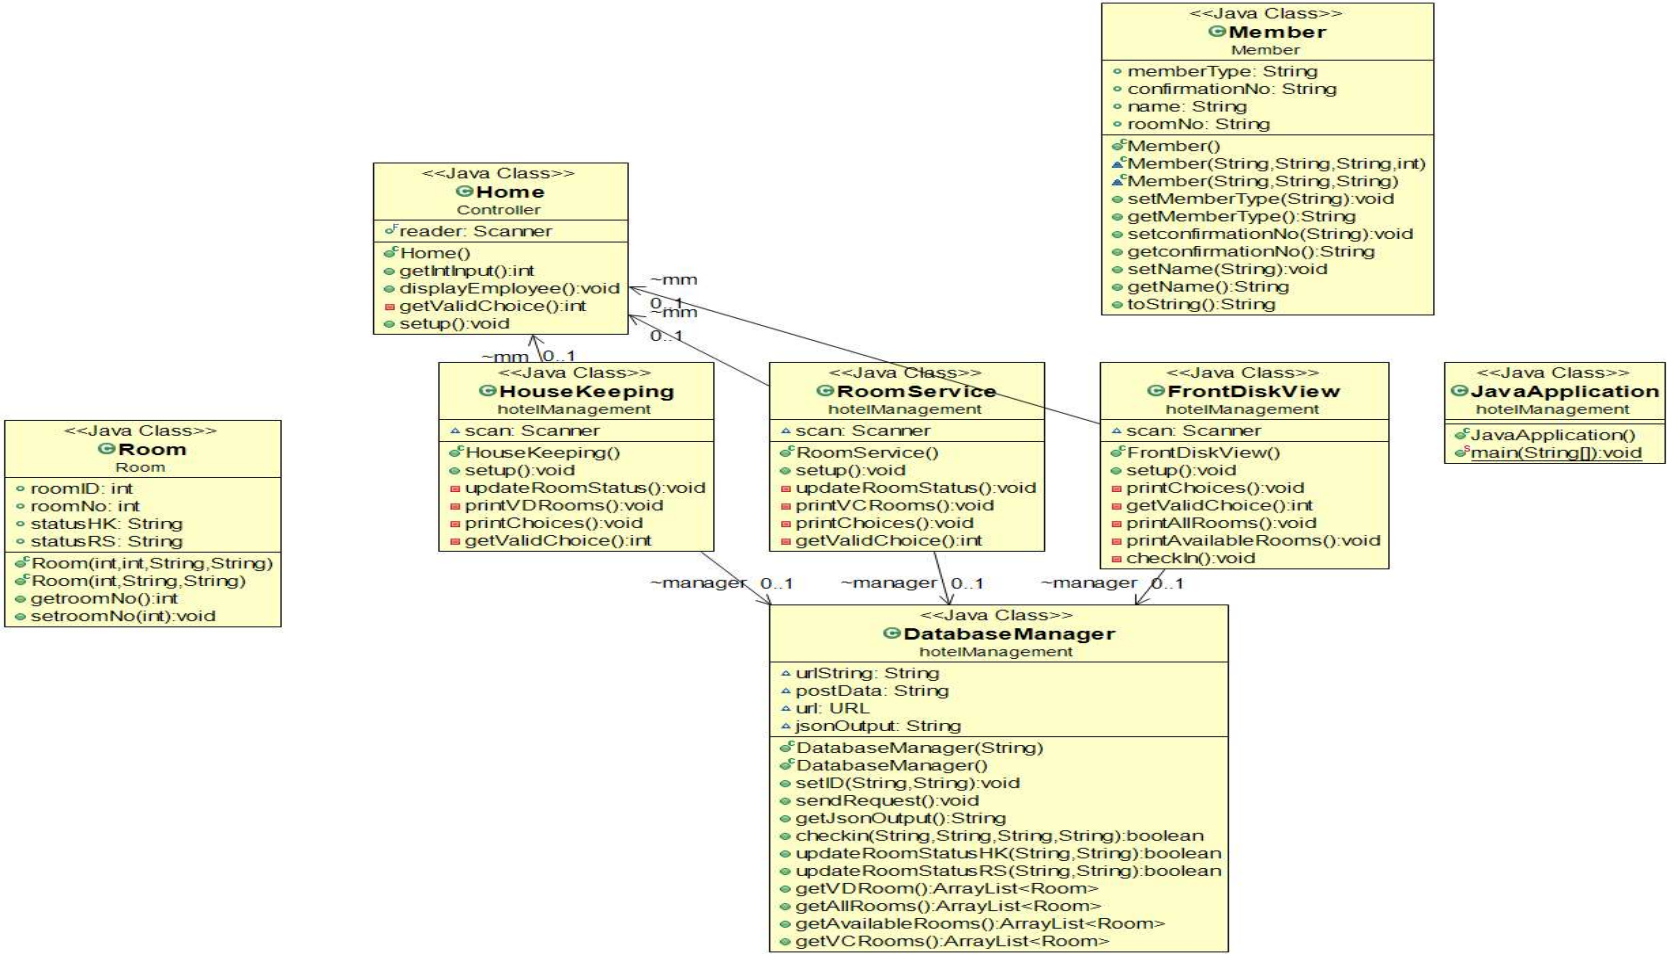 <<Java Class>>
Member
Member
memberType: String
confirmationNo: String
name: String
roomNo: String
Member()
Member(String,String,String,int)
Member(String,String,String)
setMemberType(String):void
getMemberType():String
setconfirmationNo(String):void
getconfirmationNo():String
setName(String):void
getName():String
toString():String
<<Java Class>>
Home
Controller
reader: Scanner
Home()
getIntInput():int
displayEmployee():void
getValidChoice():int
setup():void
~mm
0..1
~mm
0..1
~mm
0..1
<<Java Class>>
HouseKeeping
hotelManagement
scan: Scanner
HouseKeeping()
setup():void
updateRoomStatus():void
printVDRooms():void
printChoices():void
getValidChoice():int
<<Java Class>>
RoomService
hotelManagement
scan: Scanner
RoomService()
setup():void
updateRoomStatus():void
printVCRooms():void
printChoices():void
getValidChoice():int
<<Java Class>>
FrontDiskView
hotelManagement
scan: Scanner
FrontDiskView()
setup():void
printChoices():void
getValidChoice():int
printAllRooms():void
printAvailableRooms():void
checkIn():void
<<Java Class>>
JavaApplication
hotelManagement
JavaApplication()
main(String[]):void
<<Java Class>>
Room
Room
roomID: int
roomNo: int
statusHK: String
statusRS: String
Room(int,int,String,String)
Room(int,String,String)
getroomNo():int
setroomNo(int):void
~manager 0..1
~manager 0..1
~manager 0..1
<<Java Class>>
DatabaseManager
hotelManagement
urlString: String
postData: String
url: URL
jsonOutput: String
DatabaseManager(String)
DatabaseManager()
setID(String,String):void
sendRequest():void
getJsonOutput():String
checkin(String,String,String,String):boolean
updateRoomStatusHK(String,String):boolean
updateRoomStatusRS(String,String):boolean
getVDRoom():ArrayList<Room>
getAllRooms():ArrayList<Room>
getAvailableRooms():ArrayList<Room>
getVCRooms():ArrayList<Room>